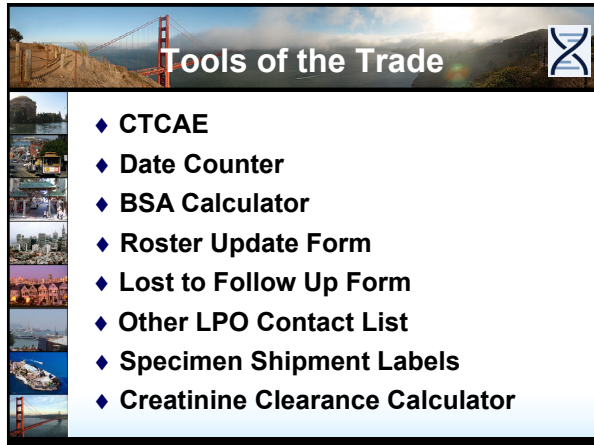 Tools of the Trade
♦ CTCAE
♦ Date Counter
♦ BSA Calculator
♦ Roster Update Form
♦ Lost to Follow Up Form
♦ Other LPO Contact List
♦ Specimen Shipment Labels
♦ Creatinine Clearance Calculator